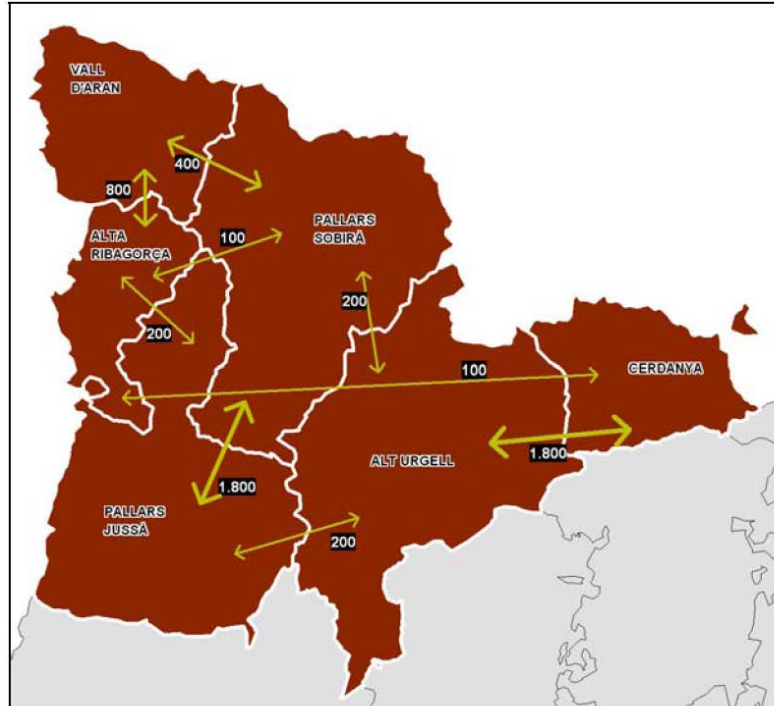 VALL
D'ARAN
400
800
PALLARS
SOBIRÀ
ALTA
RIBAGORÇA
100
200
200
100
CERDANYA
ALT URGELL
1.800
1.800
PALLARS
JUSSÀ
200